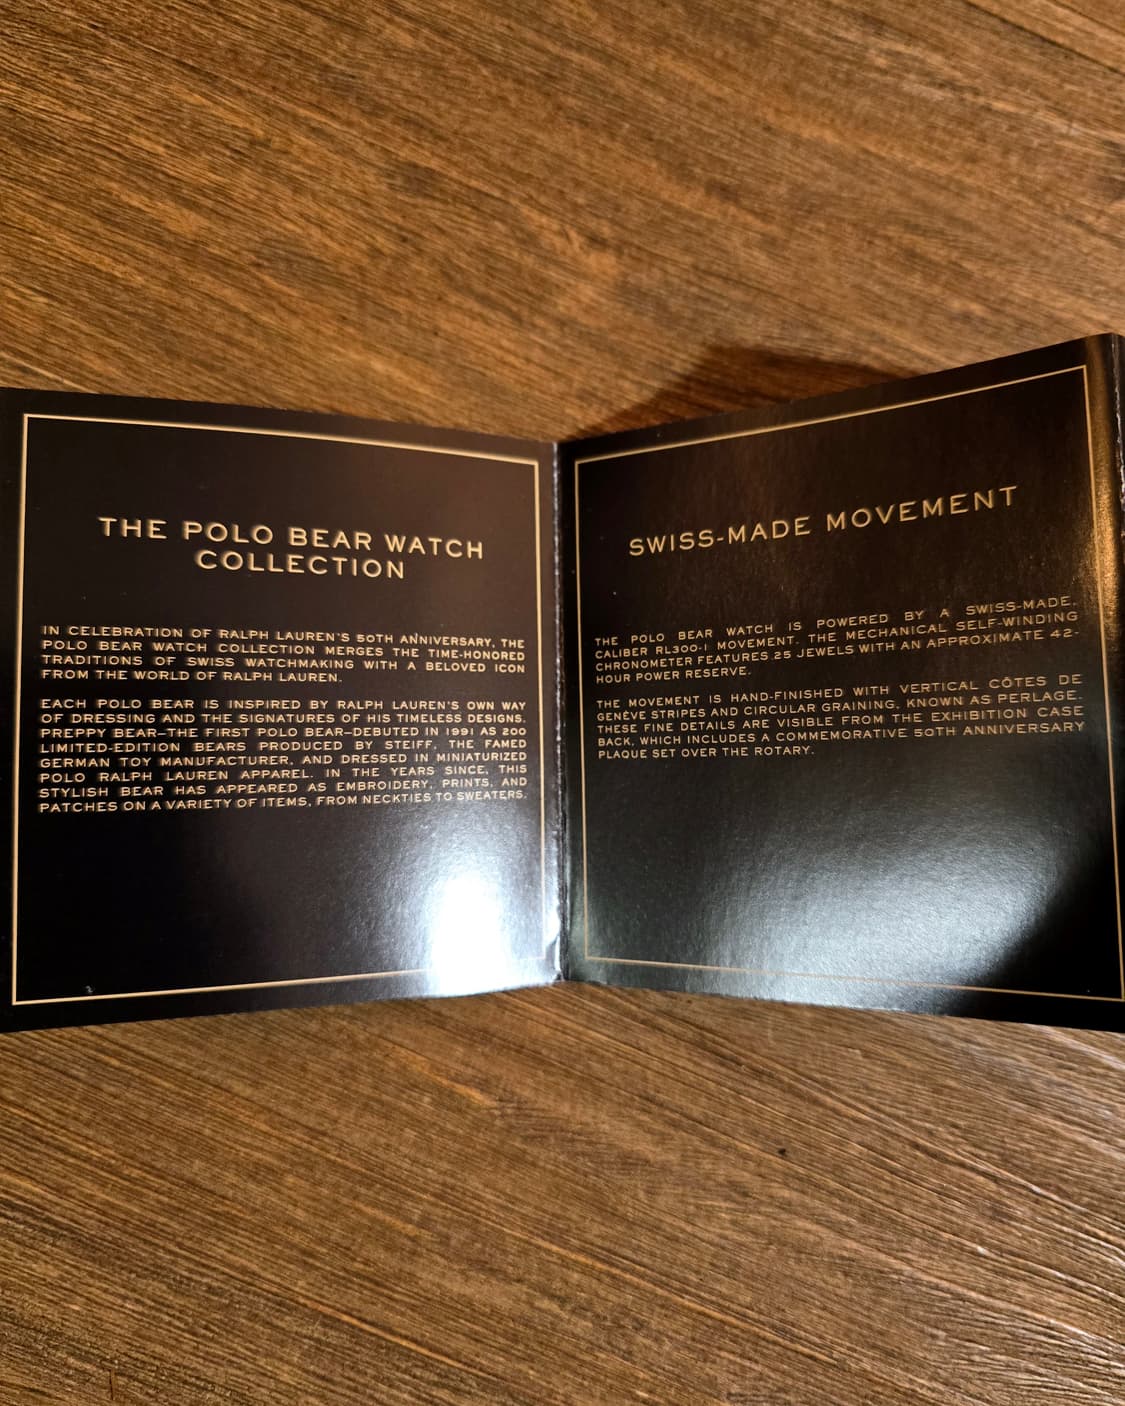 THE POLO BEAR WATCH
COLLECTION
IN CELEBRATION OF RALPH LAUREN'S 50TH ANNIVERSARY, THE
POLO BEAR WATCH COLLECTION MERGES THE TIME-HONORED
TRADITIONS OF SWISS WATCHMAKING WITH A BELOVED ICON
FROM THE WORLD OF RALPH LAUREN.
EACH POLO BEAR IS INSPIRED BY RALPH LAUREN'S OWN WAY
OF DRESSING AND THE SIGNATURES OF HIS TIMELESS DESIGNS.
PREPPY BEAR—THE FIRST POLO BEAR—DEBUTED IN 1991 AS 200
LIMITED-EDITION BEARS PRODUCED BY STEIFF, THE FAMED
GERMAN TOY MANUFACTURER, AND DRESSED IN MINIATURIZED
POLO RALPH LAUREN APPAREL. IN THE YEARS SINCE, THIS
STYLISH BEAR HAS APPEARED AS EMBROIDERY, PRINTS, AND
PATCHES ON A VARIETY OF ITEMS, FROM NECKTIES TO SWEATERS.
SWISS-MADE MOVEMENT
THE POLO BEAR WATCH IS POWERED BY A SWISS-MADE,
CALIBER RL300-1 MOVEMENT. THE MECHANICAL SELF-WINDING
CHRONOMETER FEATURES 25 JEWELS WITH AN APPROXIMATE 42-
HOUR POWER RESERVE.
THE MOVEMENT IS HAND-FINISHED WITH VERTICAL CÔTES DE
GENÈVE STRIPES AND CIRCULAR GRAINING, KNOWN AS PERLAGE.
THESE FINE DETAILS ARE VISIBLE FROM THE EXHIBITION CASE
BACK, WHICH INCLUDES A COMMEMORATIVE 50TH ANNIVERSARY
PLAQUE SET OVER THE ROTARY.